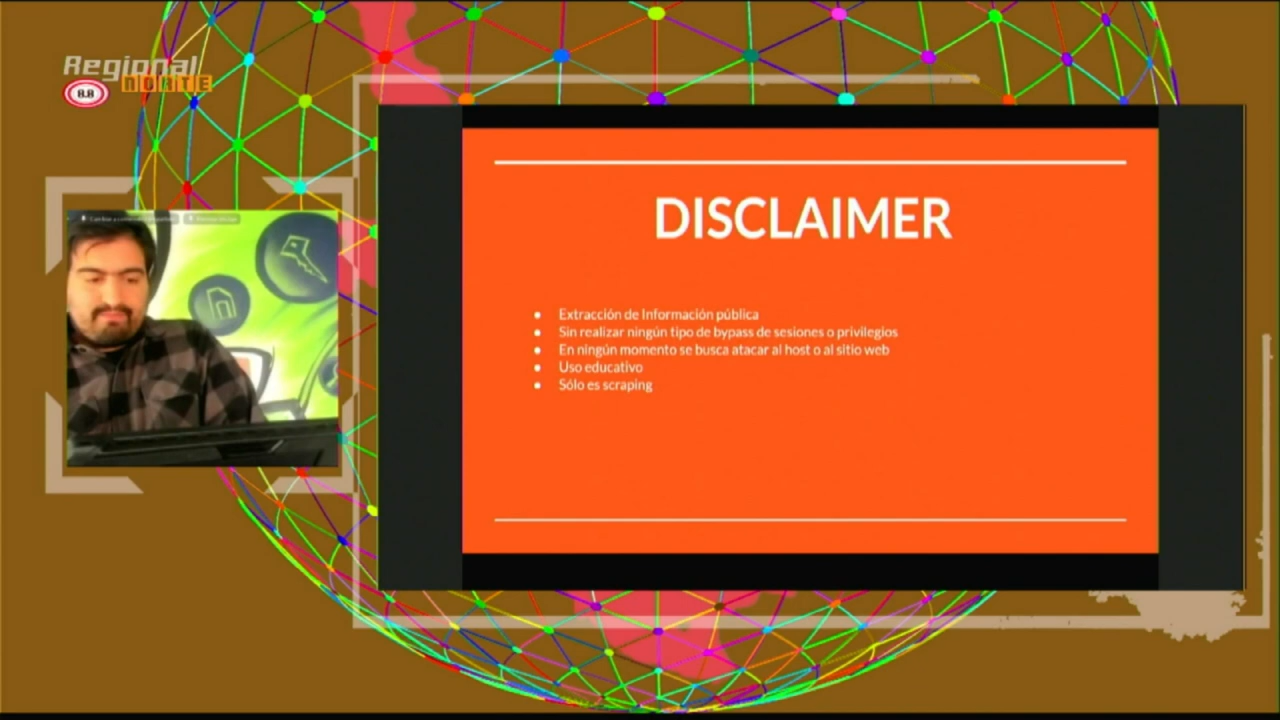 Regional
NORTE
8.8
DISCLAIMER
● Extracción de Información pública
● Sin realizar ningún tipo de bypass de sesiones o privilegios
● En ningún momento se busca atacar al host o al sitio web
● Uso educativo
● Sólo es scraping